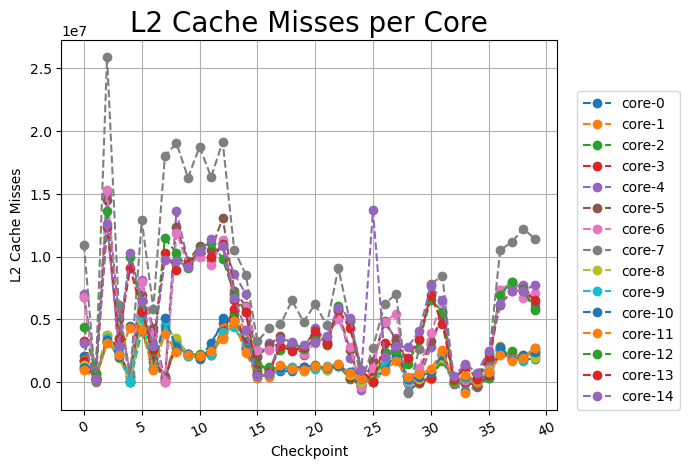 L2 Cache Misses per Core
1e7
2.5
2.0
1.5
1.0
0.5
0.0
L2 Cache Misses
0
5
10
15
20
25
30
35
40
Checkpoint
core-0
core-1
core-2
core-3
core-4
core-5
core-6
core-7
core-8
core-9
core-10
core-11
core-12
core-13
core-14